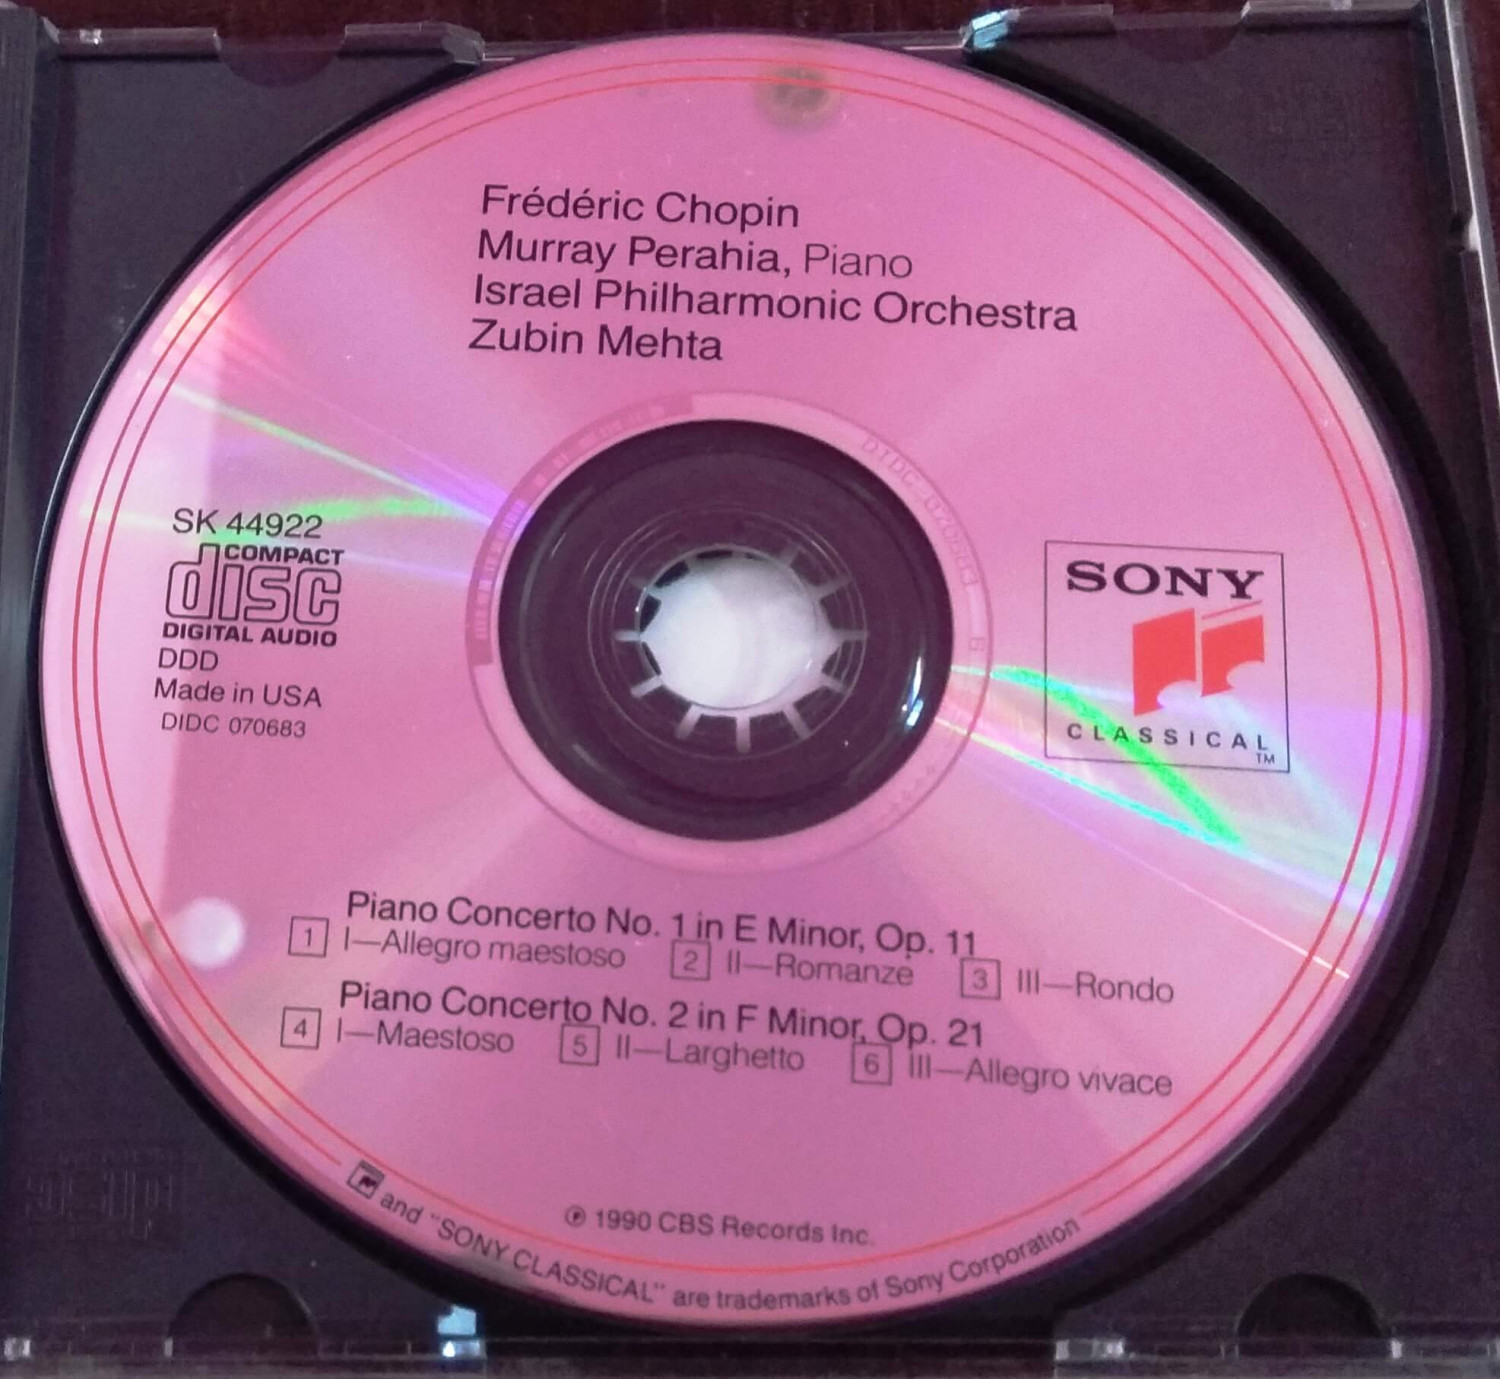 Frédéric Chopin
Murray Perahia, Piano
Israel Philharmonic Orchestra
Zubin Mehta
SK 44922
COMPACT
disc
DIGITAL AUDIO
DDD
Made in USA
DIDC 070683
SONY
CLASSICAL
TM
Piano Concerto No. 1 in E Minor, Op. 11
1 I—Allegro maestoso 2 II—Romanze 3 III—Rondo
Piano Concerto No. 2 in F Minor, Op. 21
4 I—Maestoso 5 II—Larghetto 6 III—Allegro vivace
℗ 1990 CBS Records Inc.
and "SONY CLASSICAL" are trademarks of Sony Corporation